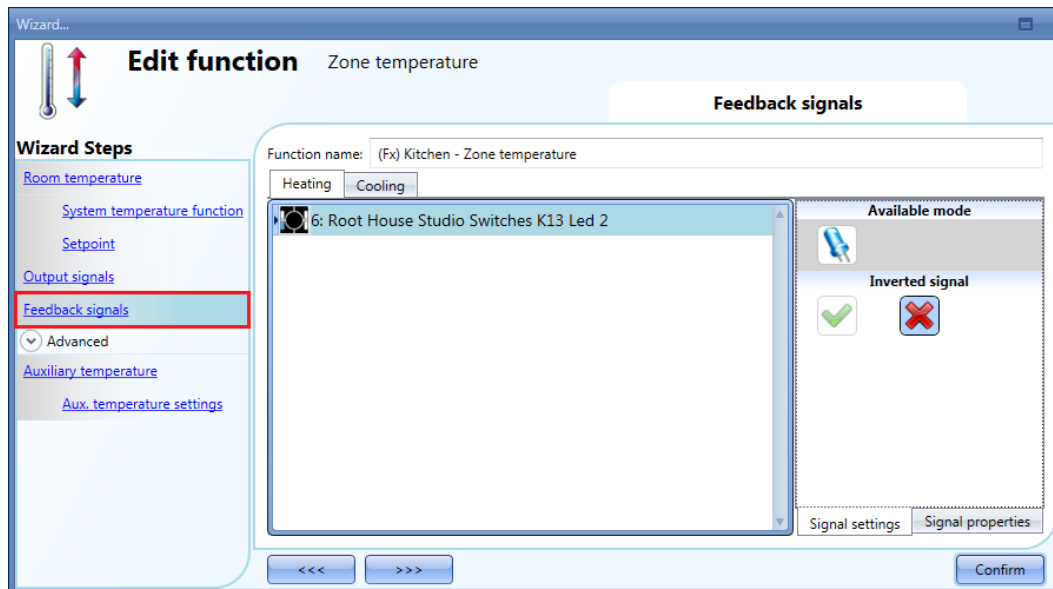 Wizard...
Edit function Zone temperature
Feedback signals
Wizard Steps
Room temperature
System temperature function
Setpoint
Output signals
Feedback signals
Advanced
Auxiliary temperature
Aux. temperature settings
Function name: (Fx) Kitchen - Zone temperature
Heating Cooling
6: Root House Studio Switches K13 Led 2
Available mode
Inverted signal
Signal settings Signal properties
<<< >>> Confirm